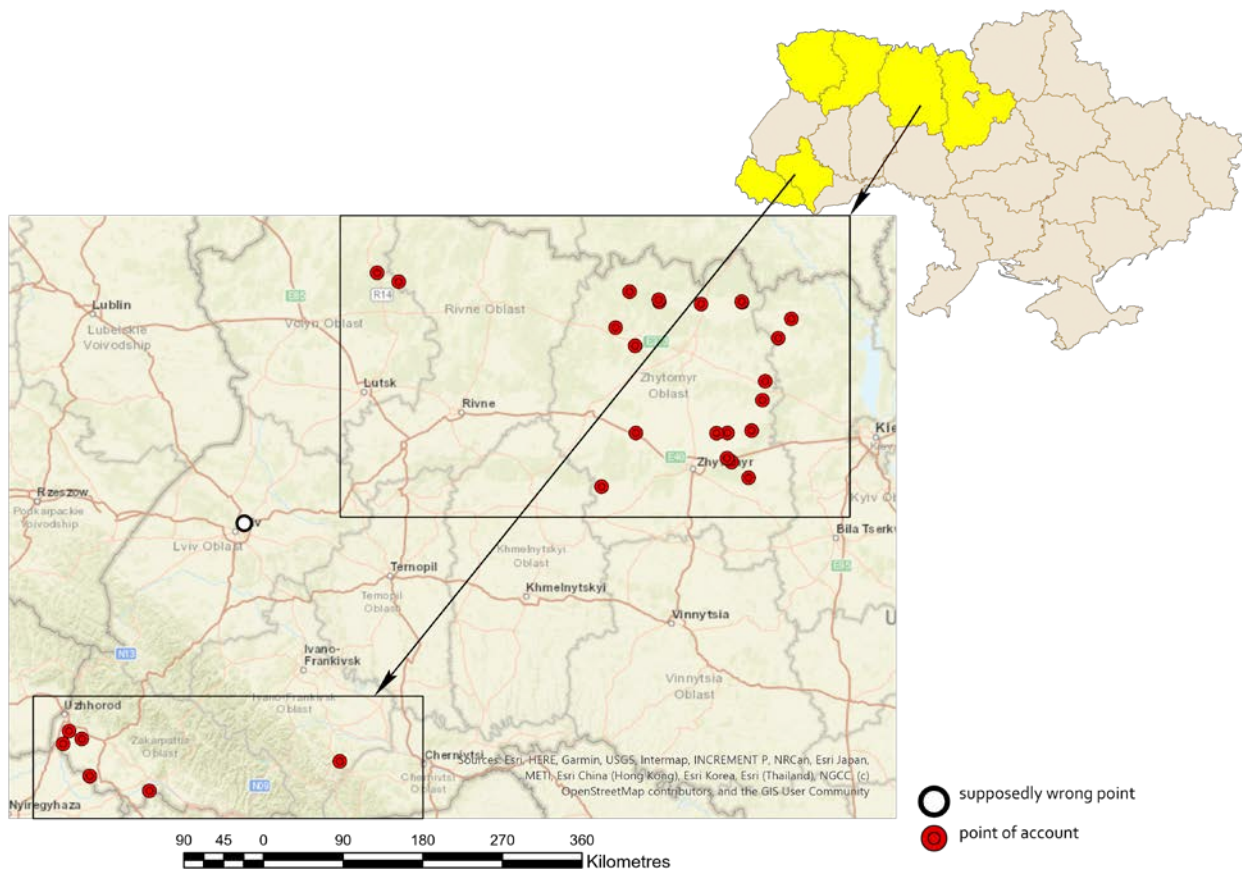 Lublin
Lubelskie
Voivodship
E85
Volyn Oblast
R14
Rivne Oblast
Lutsk
Rivne
Zhytomyr
Oblast
E40
Zhytomyr
Kyiv Oblast
Rzeszow
Podkarpackie
Voivodship
Lviv Oblast
Bila Tserkv
Ternopil
Ternopil
Oblast
Khmelnytskyi
Oblast
Khmelnytskyi
Vinnytsia
Vinnytsia
Oblast
U
N13
Ivano-
Frankivsk
Ivano-Frankivsk
Oblast
E85
Uzhhorod
Zakarpattia
Oblast
N09
Chernivtsi
Chernivtsi
Oblast
Nyiregyhaza
Sources: Esri, HERE, Garmin, USGS, Intermap, INCREMENT P, NRCan, Esri Japan,
METI, Esri China (Hong Kong), Esri Korea, Esri (Thailand), NGCC, (c)
OpenStreetMap contributors, and the GIS User Community
supposedly wrong point
point of account
90 45 0 90 180 270 360
Kilometres